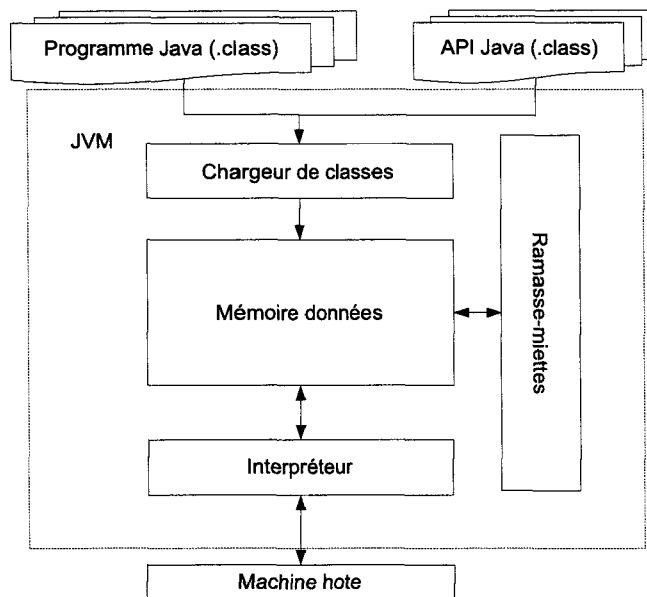 Programme Java (.class)
API Java (.class)
JVM
Chargeur de classes
Mémoire données
Ramasse-miettes
Interpréteur
Machine hote